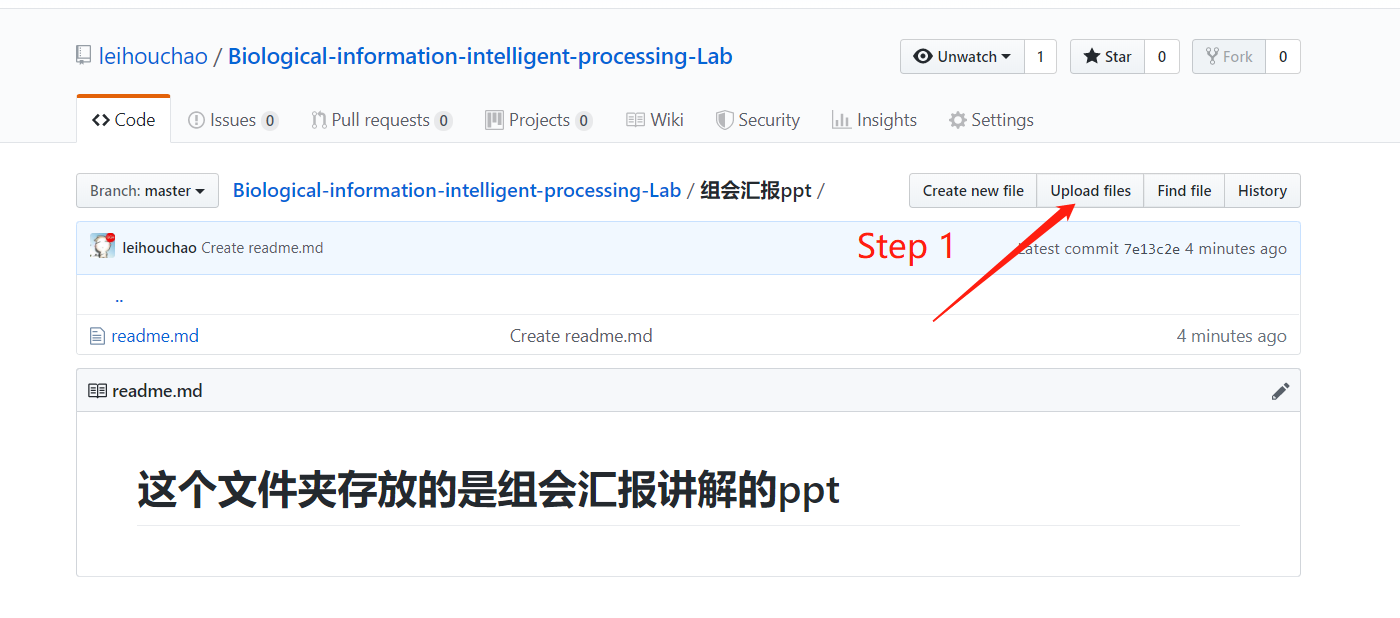 leihouchao / Biological-information-intelligent-processing-Lab
Unwatch 1 Star 0 Fork 0
Code Issues 0 Pull requests 0 Projects 0 Wiki Security Insights Settings
Branch: master Biological-information-intelligent-processing-Lab / 组会汇报ppt / Create new file Upload files Find file History
leihouchao Create readme.md Latest commit 7e13c2e 4 minutes ago
Step 1
..
readme.md Create readme.md 4 minutes ago
readme.md
这个文件夹存放的是组会汇报讲解的ppt